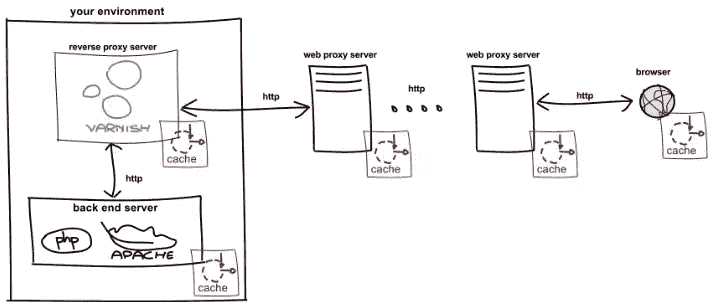 your environment
reverse proxy server
VARNISH
cache
http
back end server
php
APACHE
cache
http
web proxy server
cache
http
web proxy server
cache
http
browser
cache